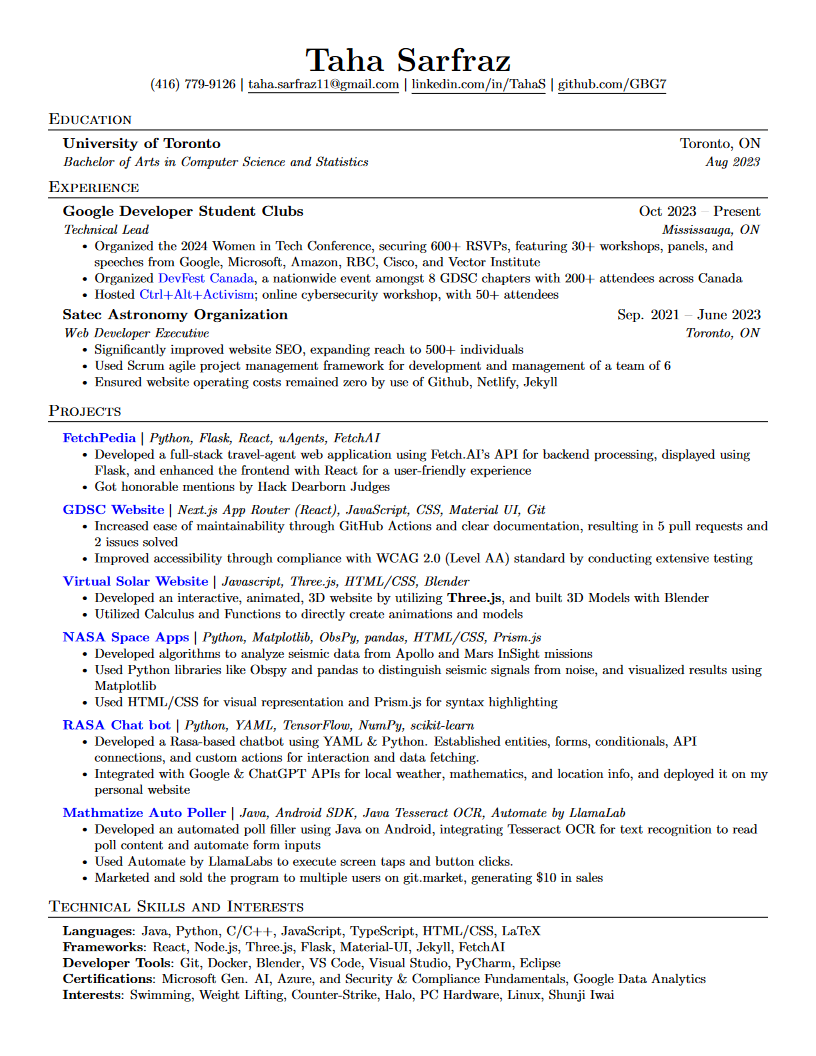 Taha Sarfraz
(416) 779-9126 | taha.sarfraz11@gmail.com | linkedin.com/in/TahaS | github.com/GBG7
Education
University of Toronto Toronto, ON
Bachelor of Arts in Computer Science and Statistics Aug 2023
Experience
Google Developer Student Clubs Oct 2023 – Present
Technical Lead Mississauga, ON
• Organized the 2024 Women in Tech Conference, securing 600+ RSVPs, featuring 30+ workshops, panels, and
speeches from Google, Microsoft, Amazon, RBC, Cisco, and Vector Institute
• Organized DevFest Canada, a nationwide event amongst 8 GDSC chapters with 200+ attendees across Canada
• Hosted Ctrl+Alt+Activism; online cybersecurity workshop, with 50+ attendees
Satec Astronomy Organization Sep. 2021 – June 2023
Web Developer Executive Toronto, ON
• Significantly improved website SEO, expanding reach to 500+ individuals
• Used Scrum agile project management framework for development and management of a team of 6
• Ensured website operating costs remained zero by use of Github, Netlify, Jekyll
Projects
FetchPedia | Python, Flask, React, uAgents, FetchAI
• Developed a full-stack travel-agent web application using Fetch.AI's API for backend processing, displayed using
Flask, and enhanced the frontend with React for a user-friendly experience
• Got honorable mentions by Hack Dearborn Judges
GDSC Website | Next.js App Router (React), JavaScript, CSS, Material UI, Git
• Increased ease of maintainability through GitHub Actions and clear documentation, resulting in 5 pull requests and
2 issues solved
• Improved accessibility through compliance with WCAG 2.0 (Level AA) standard by conducting extensive testing
Virtual Solar Website | Javascript, Three.js, HTML/CSS, Blender
• Developed an interactive, animated, 3D website by utilizing Three.js, and built 3D Models with Blender
• Utilized Calculus and Functions to directly create animations and models
NASA Space Apps | Python, Matplotlib, ObsPy, pandas, HTML/CSS, Prism.js
• Developed algorithms to analyze seismic data from Apollo and Mars InSight missions
• Used Python libraries like Obspy and pandas to distinguish seismic signals from noise, and visualized results using
Matplotlib
• Used HTML/CSS for visual representation and Prism.js for syntax highlighting
RASA Chat bot | Python, YAML, TensorFlow, NumPy, scikit-learn
• Developed a Rasa-based chatbot using YAML & Python. Established entities, forms, conditionals, API
connections, and custom actions for interaction and data fetching.
• Integrated with Google & ChatGPT APIs for local weather, mathematics, and location info, and deployed it on my
personal website
Mathmatize Auto Poller | Java, Android SDK, Java Tesseract OCR, Automate by LlamaLab
• Developed an automated poll filler using Java on Android, integrating Tesseract OCR for text recognition to read
poll content and automate form inputs
• Used Automate by LlamaLabs to execute screen taps and button clicks.
• Marketed and sold the program to multiple users on git.market, generating $10 in sales
Technical Skills and Interests
Languages: Java, Python, C/C++, JavaScript, TypeScript, HTML/CSS, LaTeX
Frameworks: React, Node.js, Three.js, Flask, Material-UI, Jekyll, FetchAI
Developer Tools: Git, Docker, Blender, VS Code, Visual Studio, PyCharm, Eclipse
Certifications: Microsoft Gen. AI, Azure, and Security & Compliance Fundamentals, Google Data Analytics
Interests: Swimming, Weight Lifting, Counter-Strike, Halo, PC Hardware, Linux, Shunji Iwai